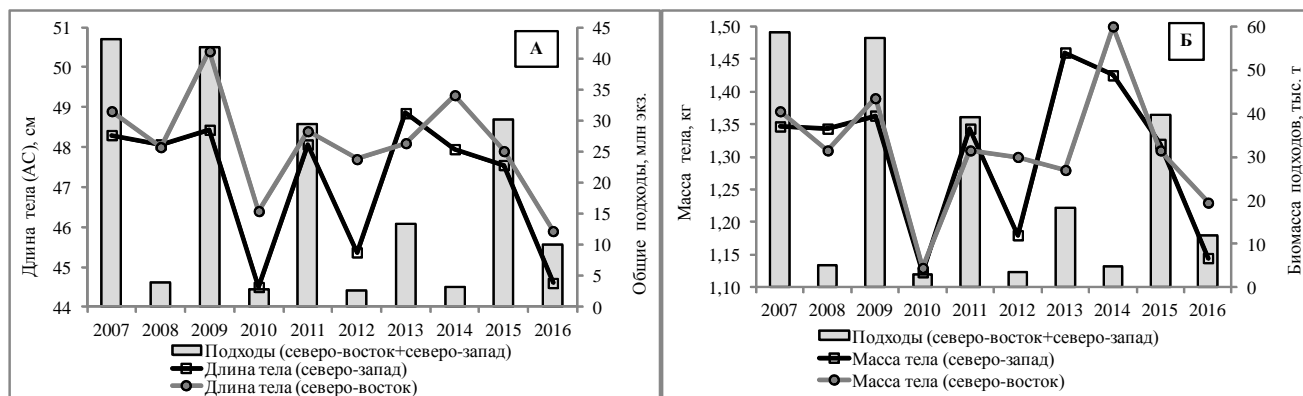 А
Длина тела (АС), см
51
50
49
48
47
46
45
44
45
40
35
30
25
20
15
10
5
0
Общие подходы, млн экз.
2007 2008 2009 2010 2011 2012 2013 2014 2015 2016
Подходы (северо-восток+северо-запад)
Длина тела (северо-запад)
Длина тела (северо-восток)
Б
Масса тела, кг
1,50
1,45
1,40
1,35
1,30
1,25
1,20
1,15
1,10
60
50
40
30
20
10
0
Биомасса подходов, тыс. т
2007 2008 2009 2010 2011 2012 2013 2014 2015 2016
Подходы (северо-восток+северо-запад)
Масса тела (северо-запад)
Масса тела (северо-восток)